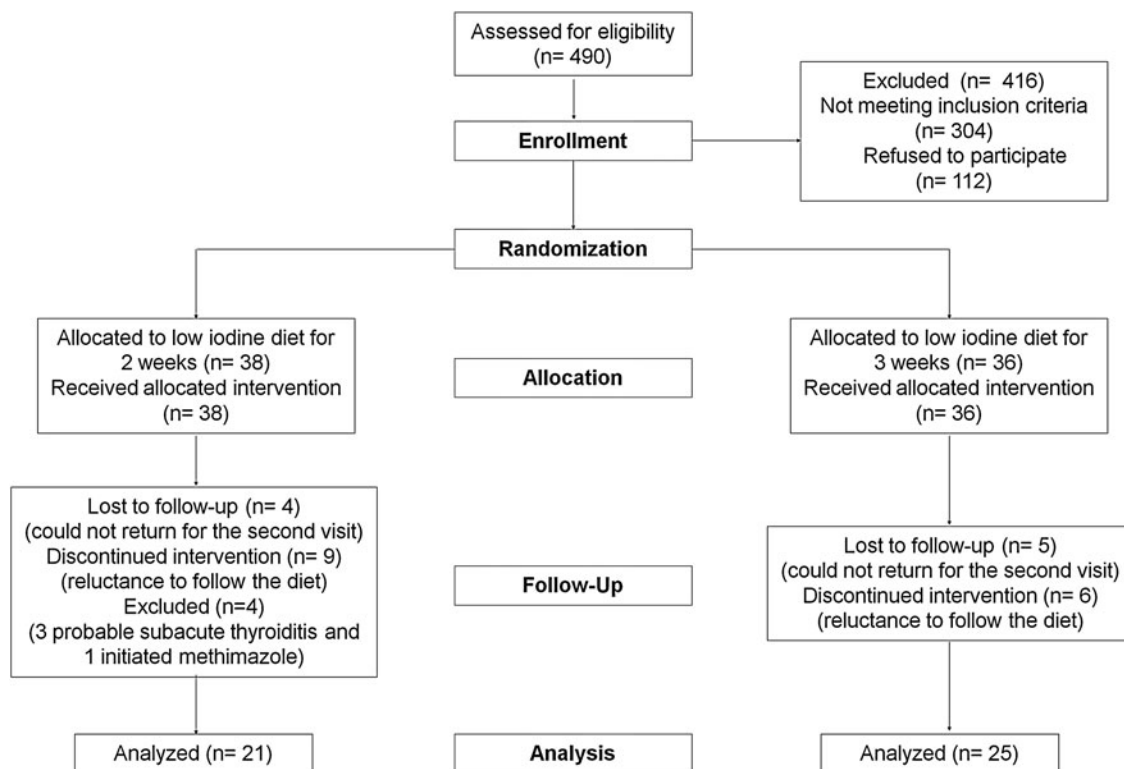 Assessed for eligibility
(n= 490)
Excluded (n= 416)
Not meeting inclusion criteria
(n= 304)
Refused to participate
(n= 112)
Enrollment
Randomization
Allocated to low iodine diet for
2 weeks (n= 38)
Received allocated intervention
(n= 38)
Allocation
Allocated to low iodine diet for
3 weeks (n= 36)
Received allocated intervention
(n= 36)
Lost to follow-up (n= 4)
(could not return for the second visit)
Discontinued intervention (n= 9)
(reluctance to follow the diet)
Excluded (n=4)
(3 probable subacute thyroiditis and
1 initiated methimazole)
Follow-Up
Lost to follow-up (n= 5)
(could not return for the second visit)
Discontinued intervention (n= 6)
(reluctance to follow the diet)
Analyzed (n= 21)
Analysis
Analyzed (n= 25)